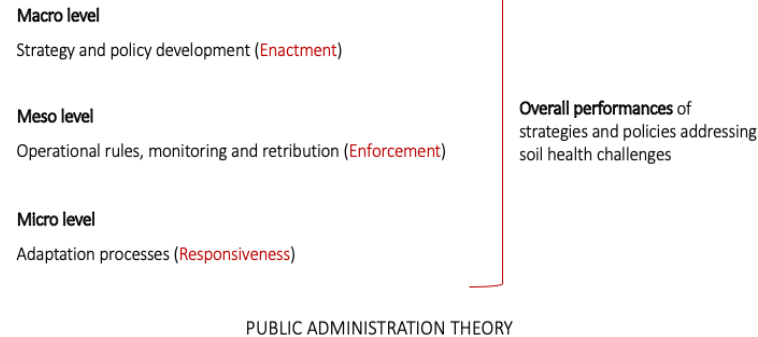 Macro level
Strategy and policy development (Enactment)
Meso level
Operational rules, monitoring and retribution (Enforcement)
Micro level
Adaptation processes (Responsiveness)
Overall performances of
strategies and policies addressing
soil health challenges
PUBLIC ADMINISTRATION THEORY